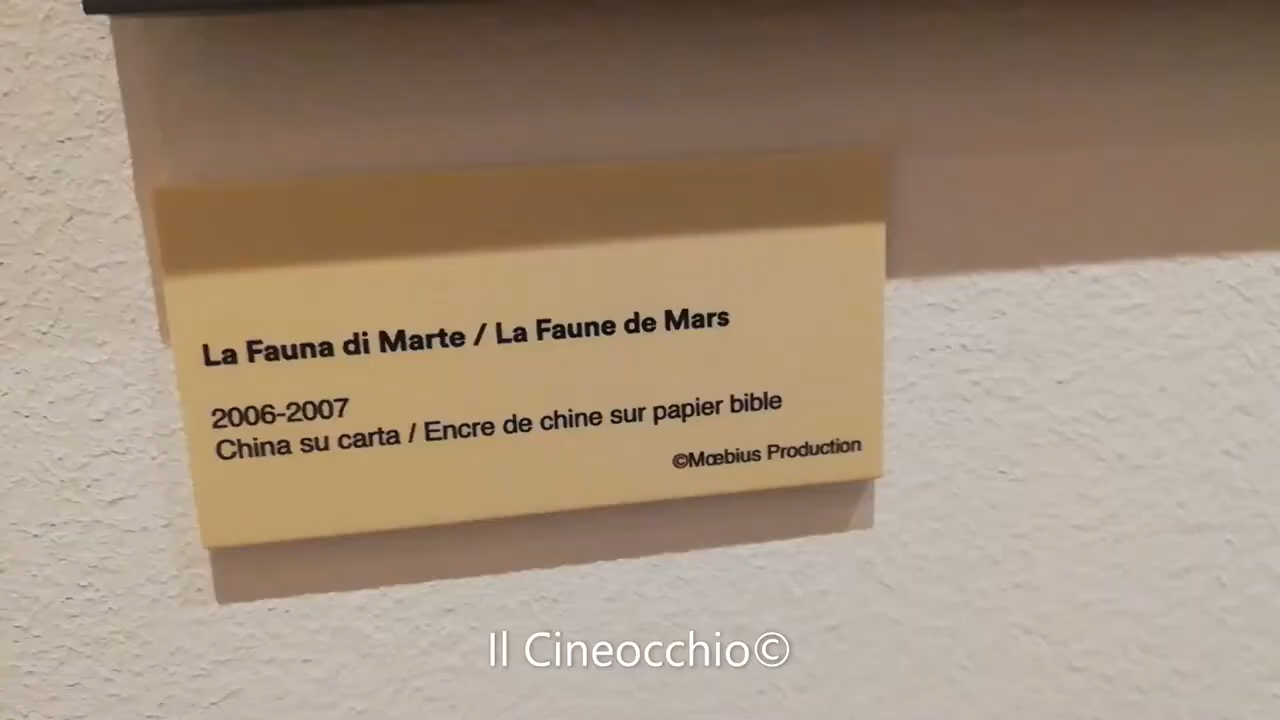 La Fauna di Marte / La Faune de Mars
2006-2007
China su carta / Encre de chine sur papier bible
©Mœbius Production
Il Cineocchio©